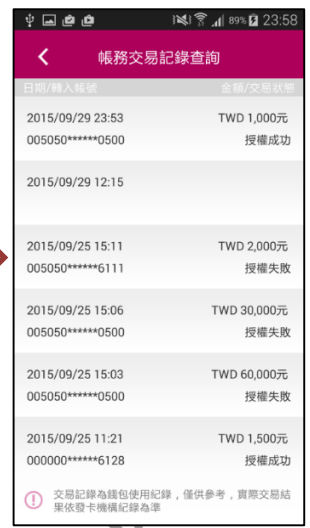 89% 23:58
帳務交易記錄查詢
日期/轉入帳號 金額/交易狀態
2015/09/29 23:53 TWD 1,000元
005050******0500 授權成功
2015/09/29 12:15
2015/09/25 15:11 TWD 2,000元
005050******6111 授權失敗
2015/09/25 15:06 TWD 30,000元
005050******0500 授權失敗
2015/09/25 15:03 TWD 60,000元
005050******0500 授權失敗
2015/09/25 11:21 TWD 1,500元
000000******6128 授權成功
交易記錄為錢包使用紀錄，僅供參考，實際交易結
果依發卡機構紀錄為準